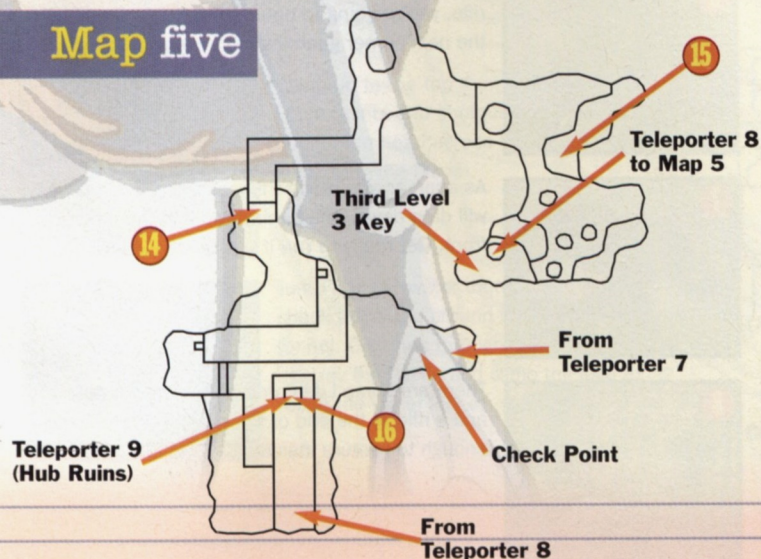 Map five
15
Teleporter 8
to Map 5
Third Level
3 Key
14
From
Teleporter 7
16
Teleporter 9
(Hub Ruins)
Check Point
From
Teleporter 8